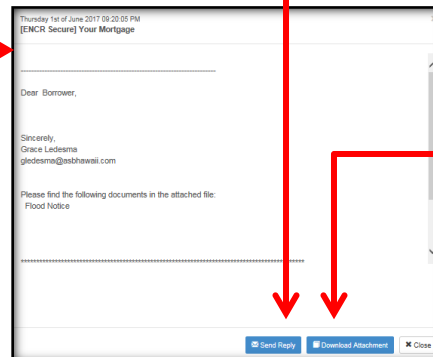 Thursday 1st of June 2017 09:20:05 PM
[ENCR Secure] Your Mortgage
------------------------------------------------------------------------
Dear Borrower,
Sincerely,
Grace Ledesma
gledesma@asbhawaii.com
Please find the following documents in the attached file:
Flood Notice
************************************************************************************************
Send Reply
Download Attachment
✖ Close